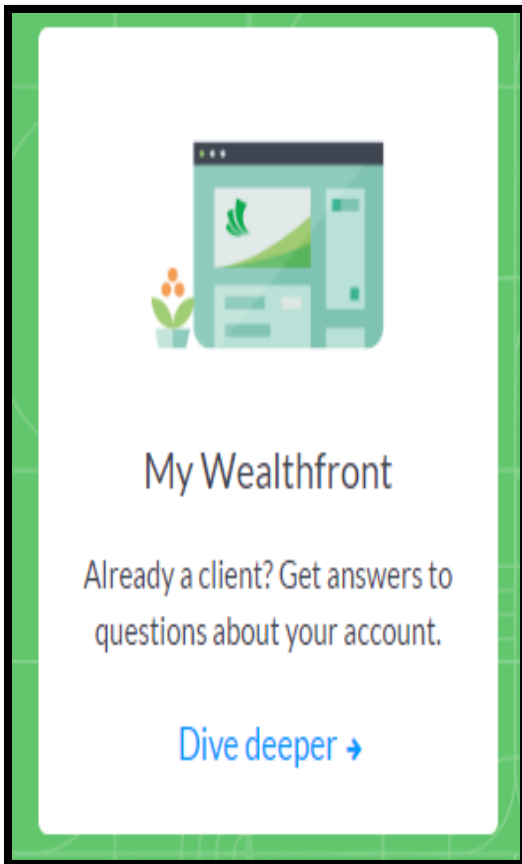 My Wealthfront
Already a client? Get answers to
questions about your account.
Dive deeper →